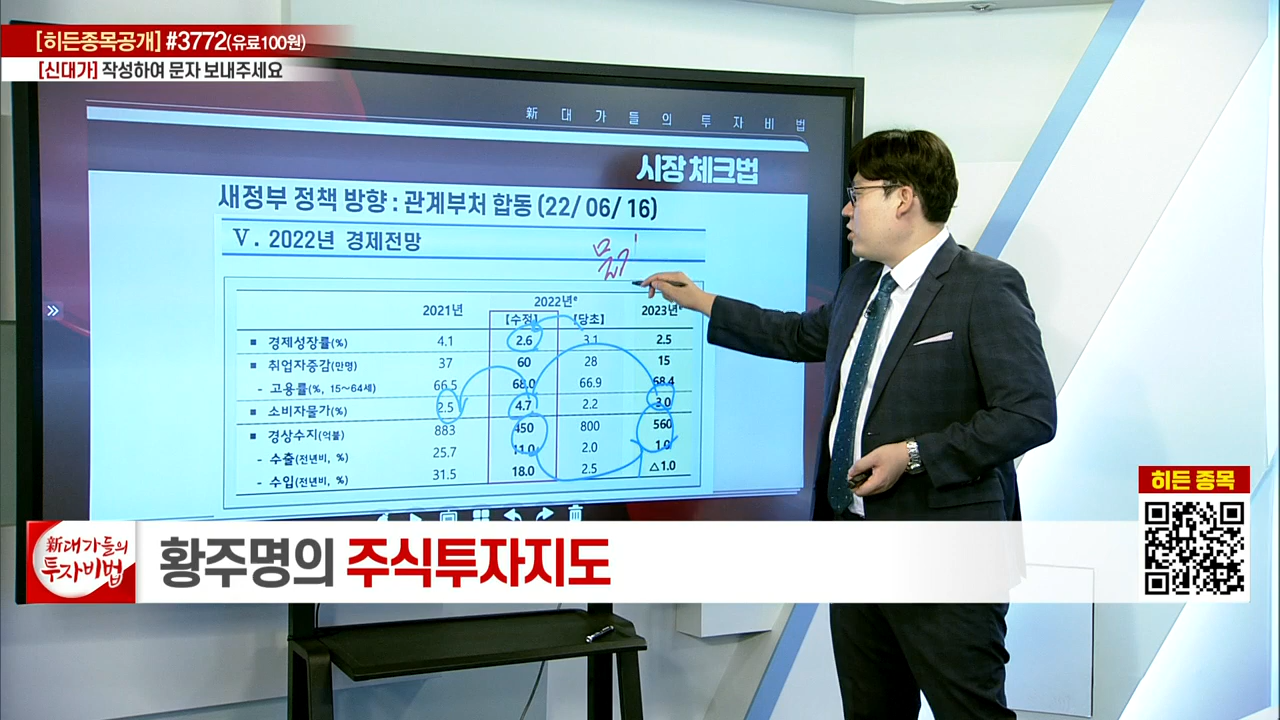 [히든종목공개] #3772(유료100원)
[신대가] 작성하여 문자 보내주세요
新 대 가 들 의 투 자 비 법
시장 체크법
새정부 정책 방향 : 관계부처 합동 (22/ 06/ 16)
Ⅴ. 2022년 경제전망
물가
2021년 2022년ᵉ 2023년ᵉ
[수정] [당초]
▪ 경제성장률(%) 4.1 2.6 3.1 2.5
▪ 취업자증감(만명) 37 60 28 15
- 고용률(%, 15~64세) 66.5 68.0 66.9 68.4
▪ 소비자물가(%) 2.5 4.7 2.2 3.0
▪ 경상수지(억불) 883 450 800 560
- 수출(전년비, %) 25.7 11.0 2.0 1.0
- 수입(전년비, %) 31.5 18.0 2.5 △1.0
히든 종목
新대가들의
투자비법
황주명의 주식투자지도